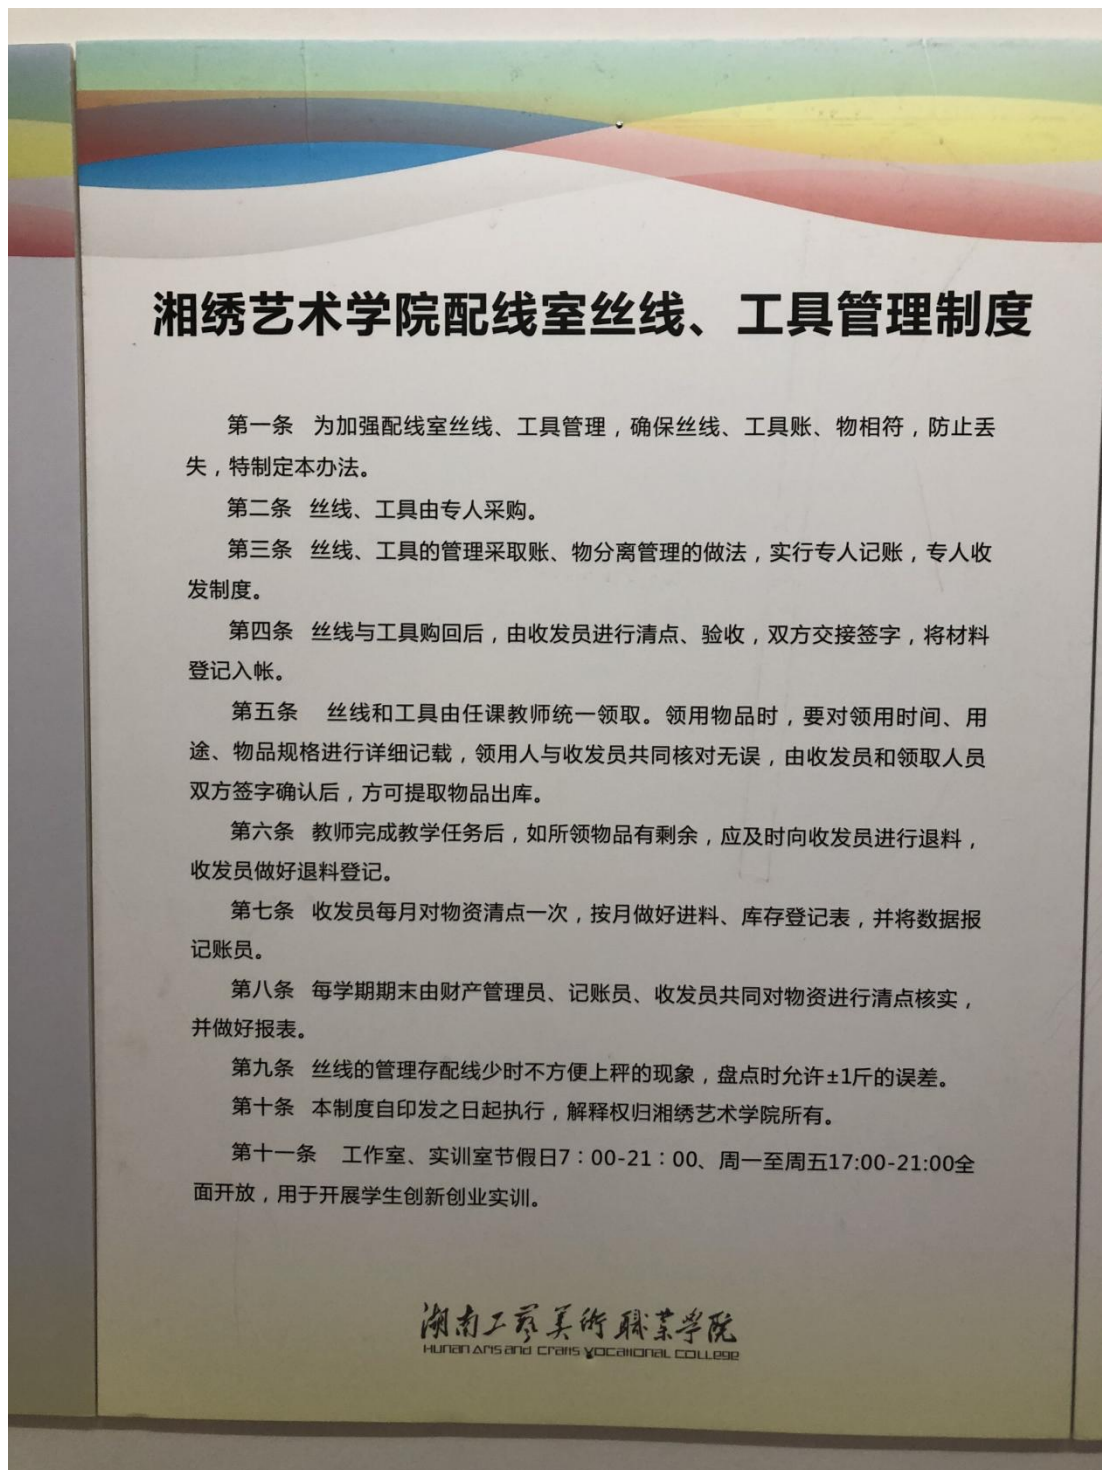 湘绣艺术学院配线室丝线、工具管理制度
第一条 为加强配线室丝线、工具管理，确保丝线、工具账、物相符，防止丢
失，特制定本办法。
第二条 丝线、工具由专人采购。
第三条 丝线、工具的管理采取账、物分离管理的做法，实行专人记账，专人收
发制度。
第四条 丝线与工具购回后，由收发员进行清点、验收，双方交接签字，将材料
登记入帐。
第五条 丝线和工具由任课教师统一领取。领用物品时，要对领用时间、用
途、物品规格进行详细记载，领用人与收发员共同核对无误，由收发员和领取人员
双方签字确认后，方可提取物品出库。
第六条 教师完成教学任务后，如所领物品有剩余，应及时向收发员进行退料，
收发员做好退料登记。
第七条 收发员每月对物资清点一次，按月做好进料、库存登记表，并将数据报
记账员。
第八条 每学期期末由财产管理员、记账员、收发员共同对物资进行清点核实，
并做好报表。
第九条 丝线的管理存配线少时不方便上秤的现象，盘点时允许±1斤的误差。
第十条 本制度自印发之日起执行，解释权归湘绣艺术学院所有。
第十一条 工作室、实训室节假日7：00-21：00、周一至周五17:00-21:00全
面开放，用于开展学生创新创业实训。
湖南工藝美術職業學院
Hunan Arts and Crafts Vocational College